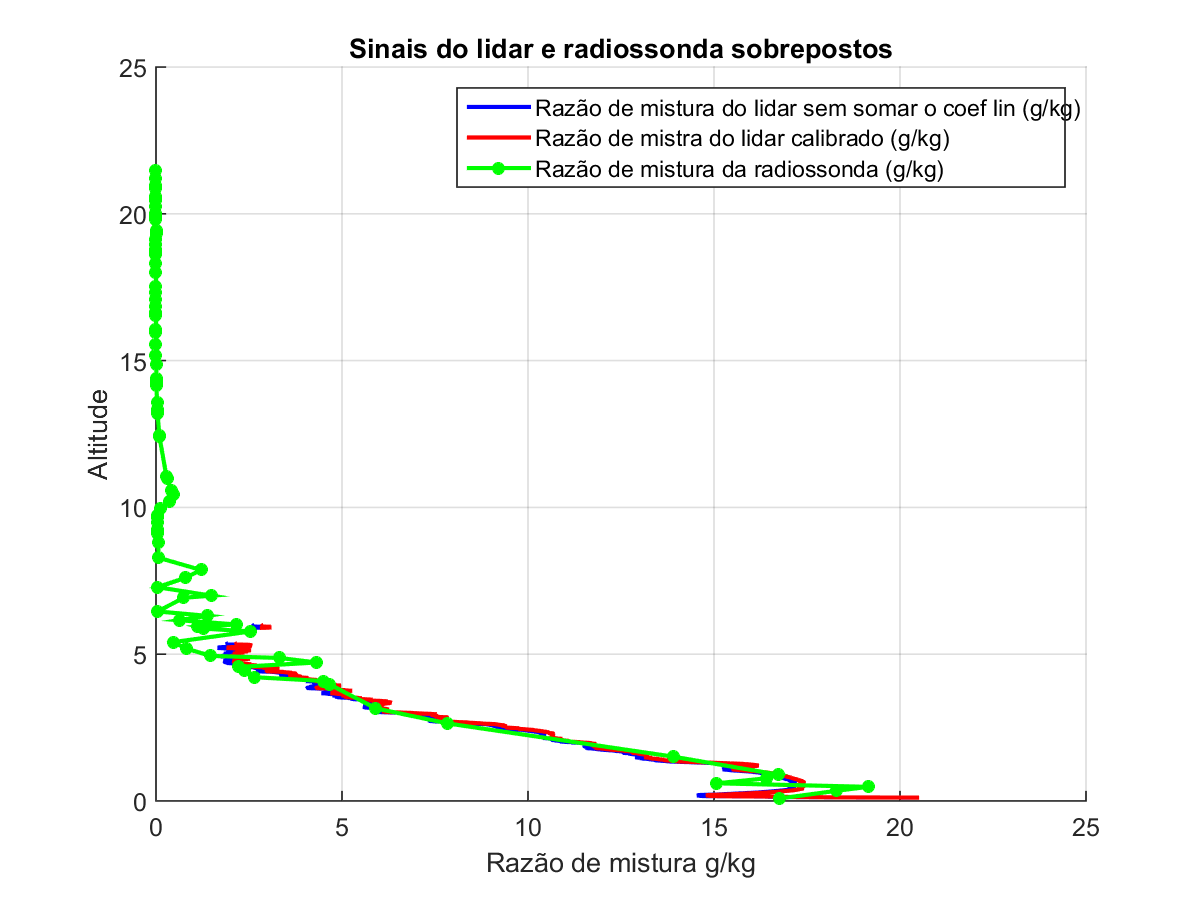 Sinais do lidar e radiossonda sobrepostos
Razão de mistura do lidar sem somar o coef lin (g/kg)
Razão de mistra do lidar calibrado (g/kg)
Razão de mistura da radiossonda (g/kg)
25
20
15
10
5
0
Altitude
0 5 10 15 20 25
Razão de mistura g/kg